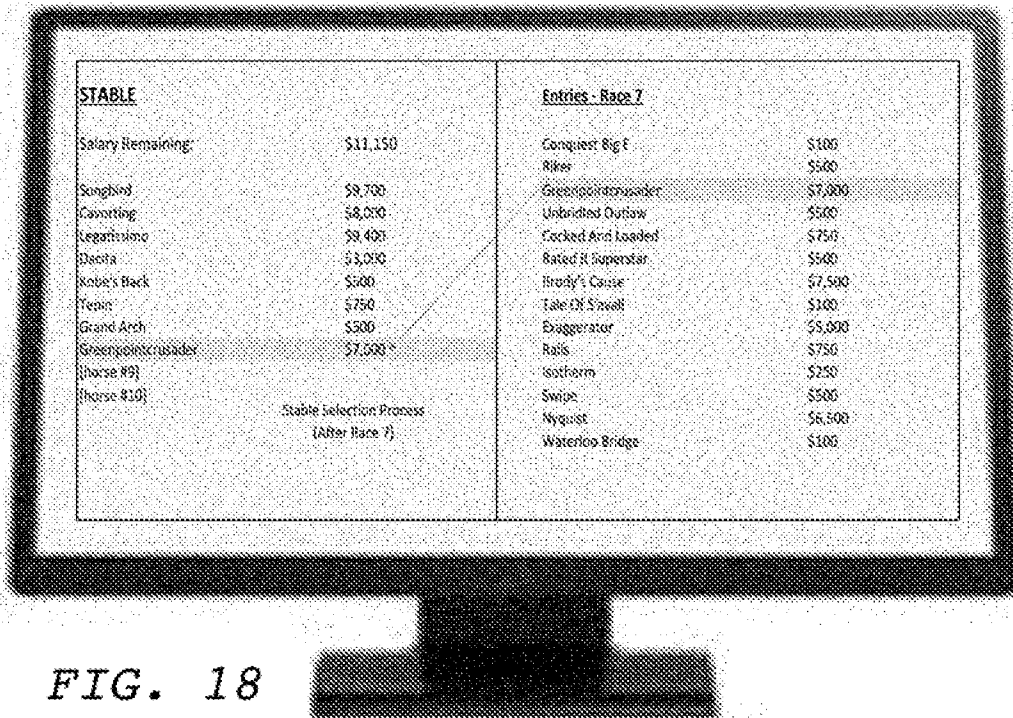 STABLE
Salary Remaining: $11,150
Songbird $9,700
Cavorting $8,000
Legatissimo $9,400
Dacita $3,000
Kobe's Back $500
Tepin $750
Grand Arch $500
Greenpointcrusader $7,000
[horse #9]
[horse #10]
Stable Selection Process
(After Race 7)
Entries - Race 7
Conquest Big E $100
Riker $500
Greenpointcrusader $7,000
Unbridled Outlaw $500
Cocked And Loaded $750
Rated R Superstar $500
Brody's Cause $7,500
Tale Of S'avall $100
Exaggerator $5,000
Ralis $750
Isotherm $250
Swipe $500
Nyquist $6,500
Waterloo Bridge $100
FIG. 18